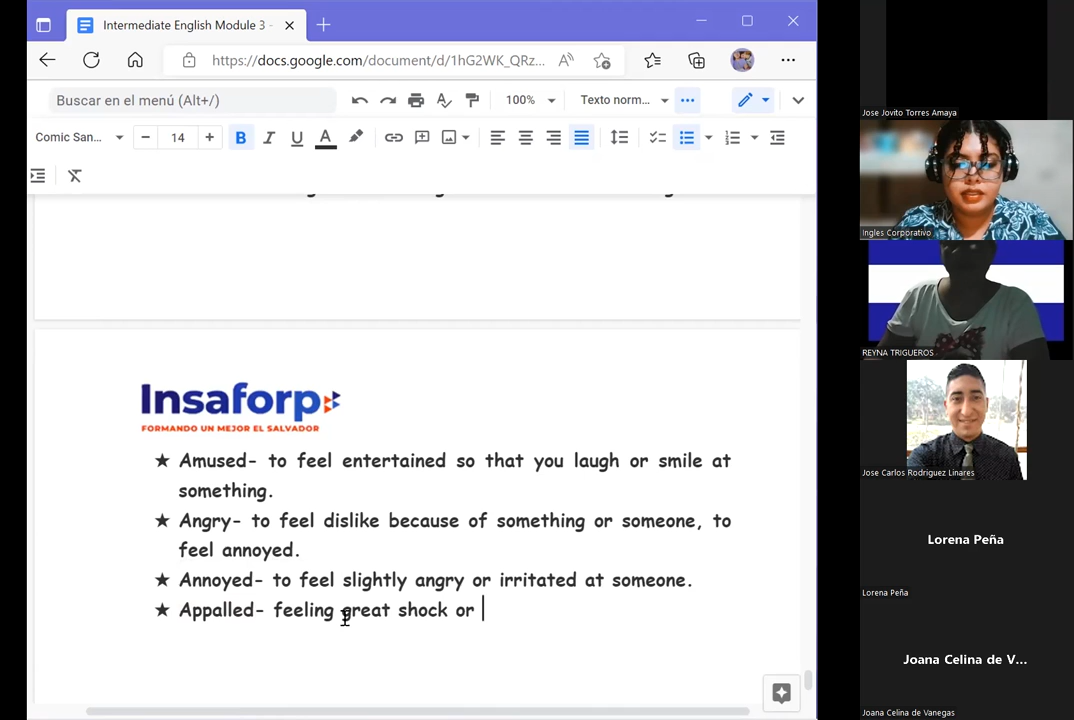 Intermediate English Module 3 -
https://docs.google.com/document/d/1hG2WK_QRz...
Buscar en el menú (Alt+/)
100%
Texto norm...
Comic San...
14
Insaforp
FORMANDO UN MEJOR EL SALVADOR
★ Amused- to feel entertained so that you laugh or smile at
something.
★ Angry- to feel dislike because of something or someone, to
feel annoyed.
★ Annoyed- to feel slightly angry or irritated at someone.
★ Appalled- feeling great shock or
Jose Jovito Torres Amaya
Ingles Corporativo
REYNA TRIGUEROS
Jose Carlos Rodriguez Linares
Lorena Peña
Lorena Peña
Joana Celina de V...
Joana Celina de Vanegas